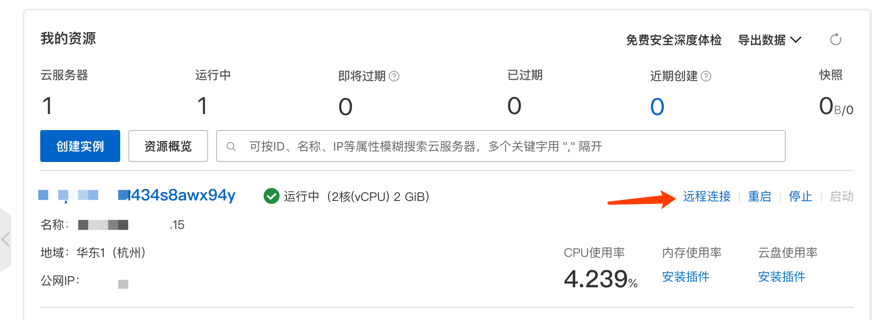 我的资源
免费安全深度体检 导出数据
云服务器 运行中 即将过期 已过期 近期创建 快照
1 1 0 0 0 0B/0
创建实例 资源概览 可按ID、名称、IP等属性模糊搜索云服务器，多个关键字用 "," 隔开
434s8awx94y 运行中（2核(vCPU) 2 GiB） 远程连接 重启 停止 启动
名称： .15
地域：华东1（杭州） CPU使用率 内存使用率 云盘使用率
公网IP： 4.239% 安装插件 安装插件